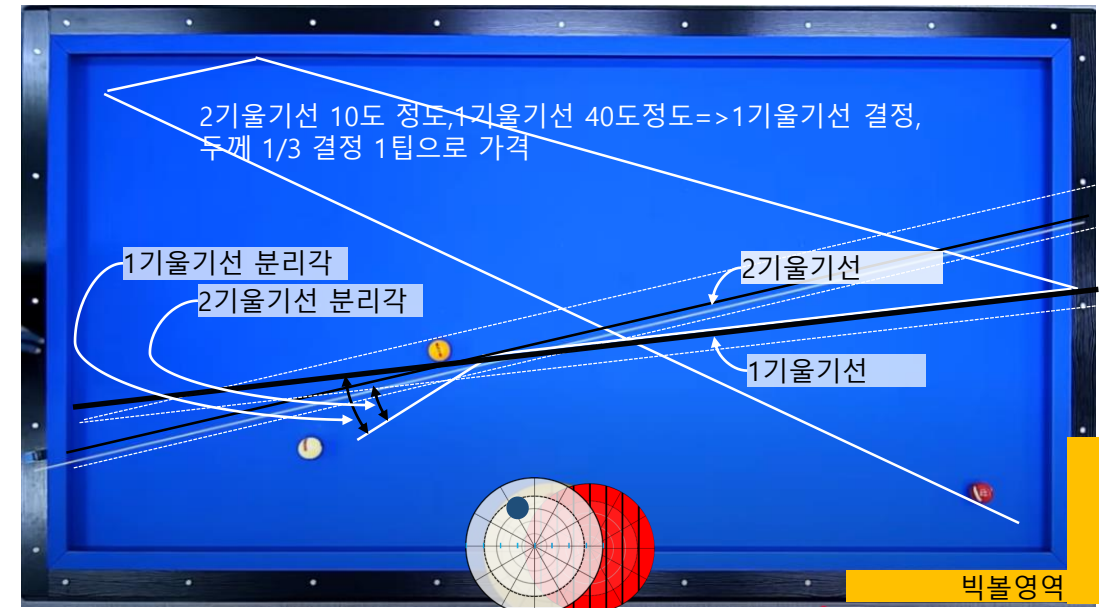 2기울기선 10도 정도,1기울기선 40도정도=>1기울기선 결정,
두께 1/3 결정 1팁으로 가격
1기울기선 분리각
2기울기선
2기울기선 분리각
1기울기선
빅볼영역